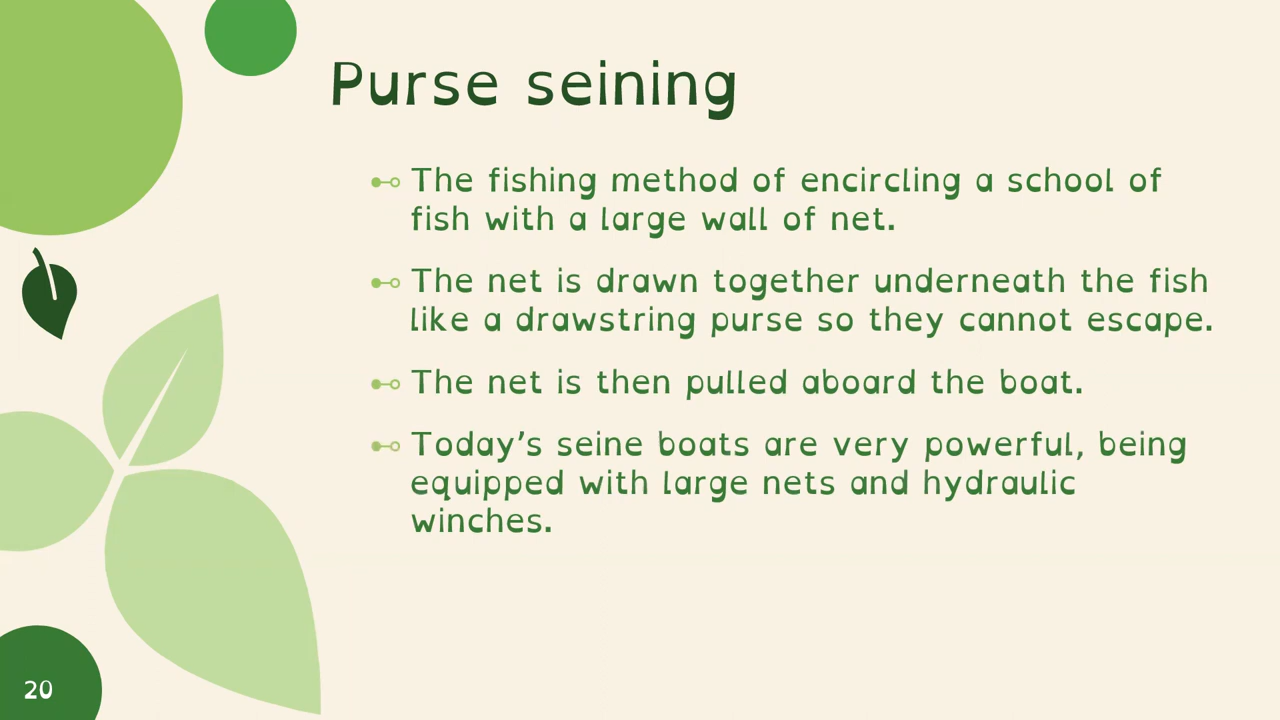 Purse seining
The fishing method of encircling a school of
fish with a large wall of net.
The net is drawn together underneath the fish
like a drawstring purse so they cannot escape.
The net is then pulled aboard the boat.
Today’s seine boats are very powerful, being
equipped with large nets and hydraulic
winches.
20